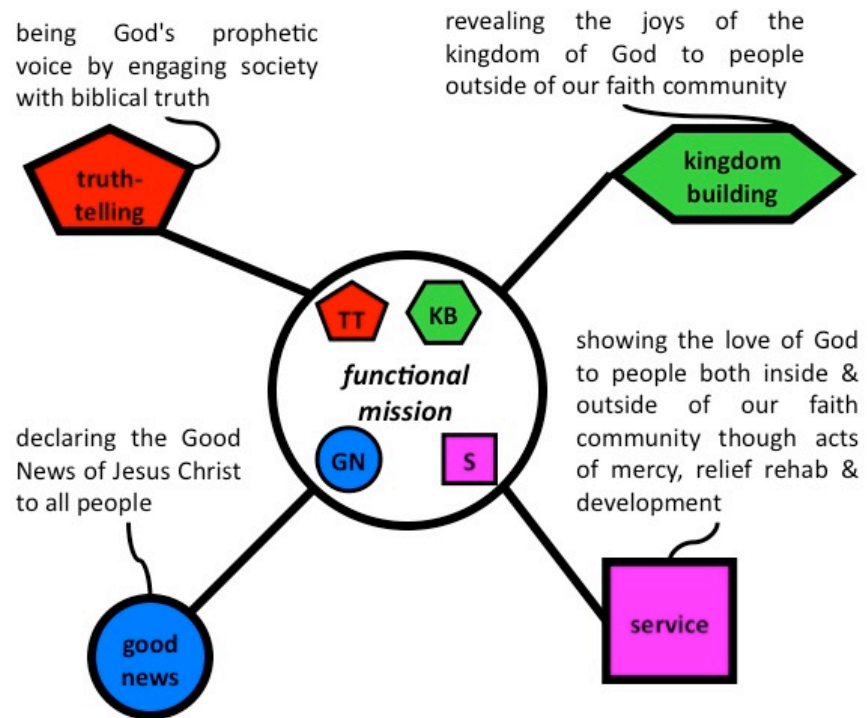 being God's prophetic
voice by engaging society
with biblical truth
revealing the joys of the
kingdom of God to people
outside of our faith community
truth-
telling
kingdom
building
TT
KB
functional
mission
GN
S
showing the love of God
to people both inside &
outside of our faith
community though acts
of mercy, relief rehab &
development
declaring the Good
News of Jesus Christ
to all people
good
news
service